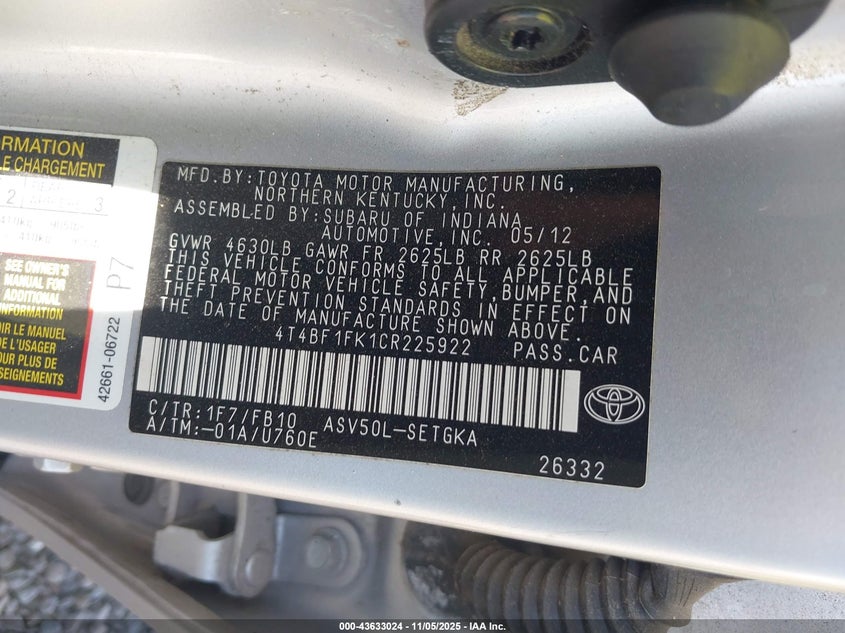 ORMATION
LE CHARGEMENT
2
3
SEE OWNER'S
MANUAL FOR
ADDITIONAL
INFORMATION
OIR LE MANUEL
DE L'USAGER
PLUS DE
SEIGNEMENTS
P7
42661-06722
MFD.BY:TOYOTA MOTOR MANUFACTURING,
NORTHERN KENTUCKY,INC.
ASSEMBLED BY:SUBARU OF INDIANA
AUTOMOTIVE,INC. 05/12
GVWR 4630LB GAWR FR 2625LB RR 2625LB
THIS VEHICLE CONFORMS TO ALL APPLICABLE
FEDERAL MOTOR VEHICLE SAFETY,BUMPER,AND
THEFT PREVENTION STANDARDS IN EFFECT ON
THE DATE OF MANUFACTURE SHOWN ABOVE.
4T4BF1FK1CR225922 PASS.CAR
C/TR:1F7/FB10 ASV50L-SETGKA
A/TM:-01A/U760E
26332
000-43633024 - 11/05/2025 - IAA Inc.